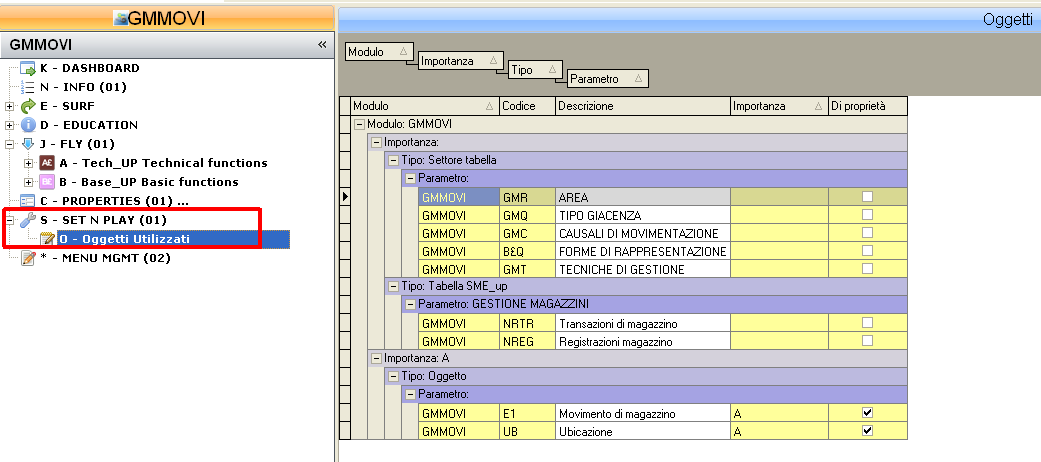 GMMOVI
Oggetti
GMMOVI «
K - DASHBOARD
N - INFO (01)
E - SURF
D - EDUCATION
J - FLY (01)
A - Tech_UP Technical functions
B - Base_UP Basic functions
C - PROPERTIES (01) ...
S - SET N PLAY (01)
O - Oggetti Utilizzati
* - MENU MGMT (02)
Modulo
Importanza
Tipo
Parametro
Modulo Codice Descrizione Importanza Di proprietà
Modulo: GMMOVI
Importanza:
Tipo: Settore tabella
Parametro:
GMMOVI GMR AREA
GMMOVI GMQ TIPO GIACENZA
GMMOVI GMC CAUSALI DI MOVIMENTAZIONE
GMMOVI B£Q FORME DI RAPPRESENTAZIONE
GMMOVI GMT TECNICHE DI GESTIONE
Tipo: Tabella SME_up
Parametro: GESTIONE MAGAZZINI
GMMOVI NRTR Transazioni di magazzino
GMMOVI NREG Registrazioni magazzino
Importanza: A
Tipo: Oggetto
Parametro:
GMMOVI E1 Movimento di magazzino A
GMMOVI UB Ubicazione A